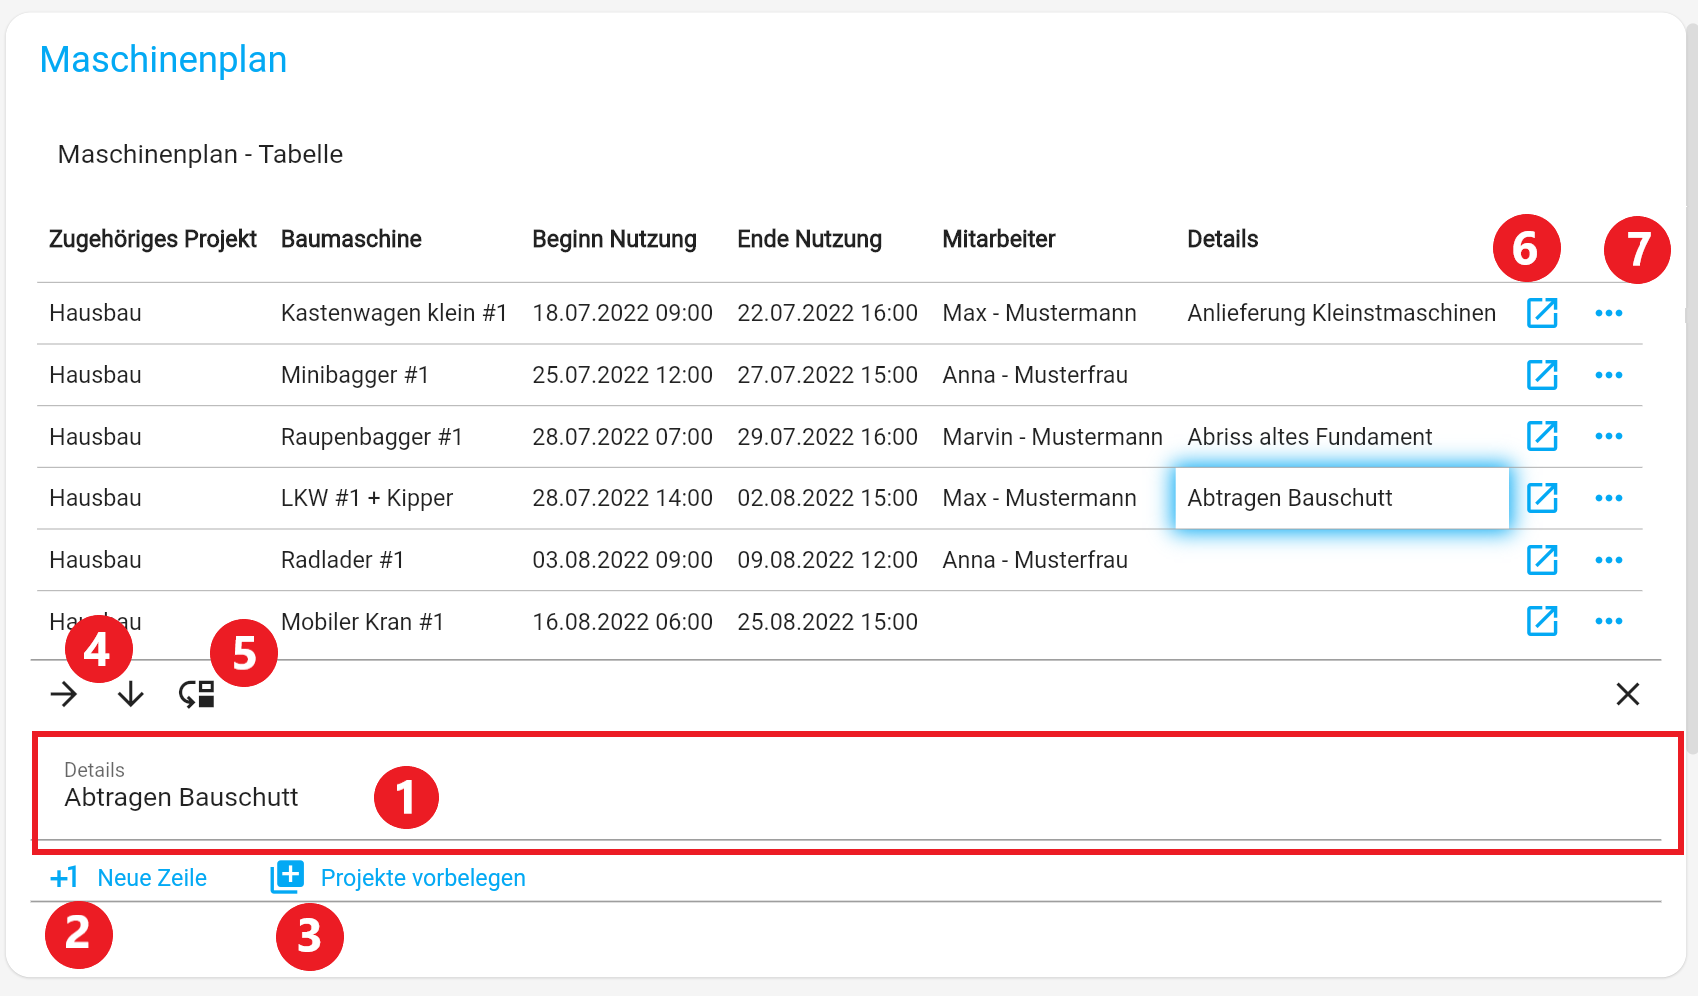 Maschinenplan
Maschinenplan - Tabelle
Zugehöriges Projekt Baumaschine Beginn Nutzung Ende Nutzung Mitarbeiter Details 6 7
Hausbau Kastenwagen klein #1 18.07.2022 09:00 22.07.2022 16:00 Max - Mustermann Anlieferung Kleinstmaschinen
Hausbau Minibagger #1 25.07.2022 12:00 27.07.2022 15:00 Anna - Musterfrau
Hausbau Raupenbagger #1 28.07.2022 07:00 29.07.2022 16:00 Marvin - Mustermann Abriss altes Fundament
Hausbau LKW #1 + Kipper 28.07.2022 14:00 02.08.2022 15:00 Max - Mustermann Abtragen Bauschutt
Hausbau Radlader #1 03.08.2022 09:00 09.08.2022 12:00 Anna - Musterfrau
Hausbau Mobiler Kran #1 16.08.2022 06:00 25.08.2022 15:00
4 5
Details
Abtragen Bauschutt 1
+1 Neue Zeile Projekte vorbelegen
2 3